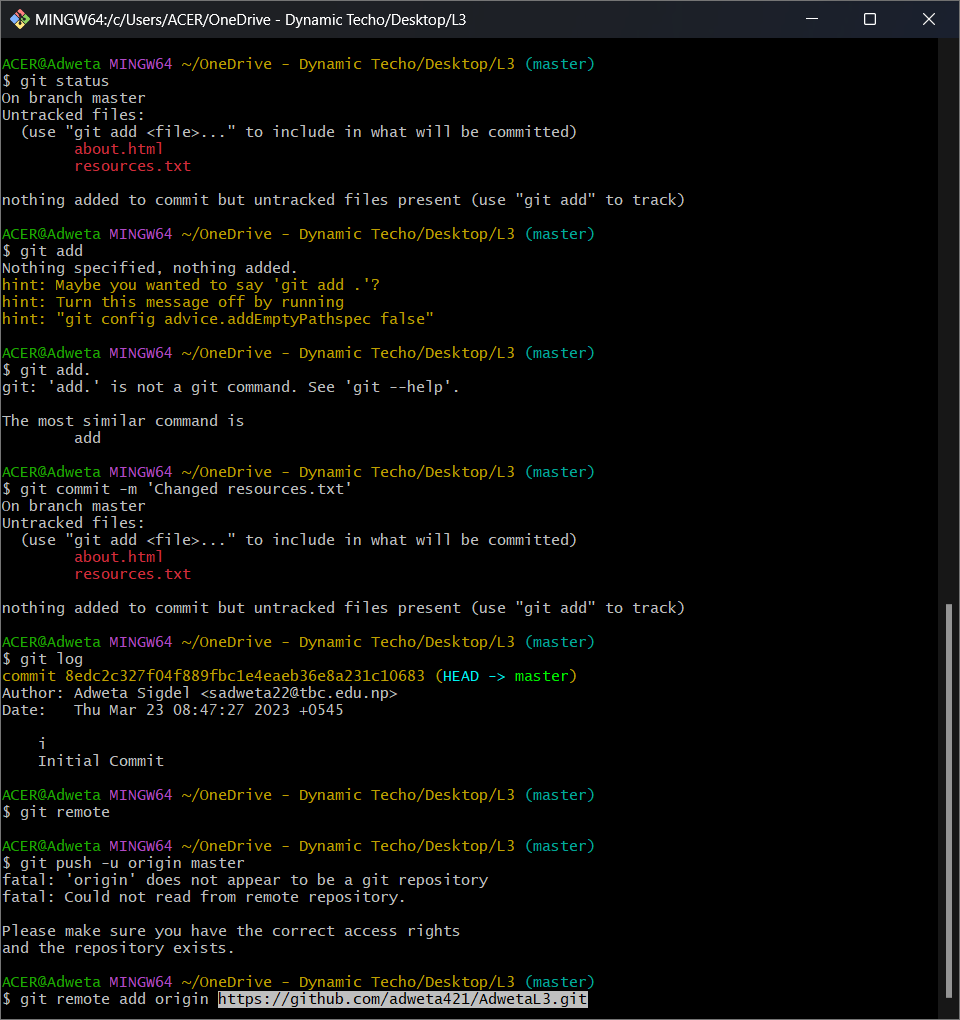 MINGW64:/c/Users/ACER/OneDrive - Dynamic Techo/Desktop/L3
ACER@Adweta MINGW64 ~/OneDrive - Dynamic Techo/Desktop/L3 (master)
$ git status
On branch master
Untracked files:
  (use "git add <file>..." to include in what will be committed)
        about.html
        resources.txt

nothing added to commit but untracked files present (use "git add" to track)

ACER@Adweta MINGW64 ~/OneDrive - Dynamic Techo/Desktop/L3 (master)
$ git add
Nothing specified, nothing added.
hint: Maybe you wanted to say 'git add .'?
hint: Turn this message off by running
hint: "git config advice.addEmptyPathspec false"

ACER@Adweta MINGW64 ~/OneDrive - Dynamic Techo/Desktop/L3 (master)
$ git add.
git: 'add.' is not a git command. See 'git --help'.

The most similar command is
        add

ACER@Adweta MINGW64 ~/OneDrive - Dynamic Techo/Desktop/L3 (master)
$ git commit -m 'Changed resources.txt'
On branch master
Untracked files:
  (use "git add <file>..." to include in what will be committed)
        about.html
        resources.txt

nothing added to commit but untracked files present (use "git add" to track)

ACER@Adweta MINGW64 ~/OneDrive - Dynamic Techo/Desktop/L3 (master)
$ git log
commit 8edc2c327f04f889fbc1e4eaeb36e8a231c10683 (HEAD -> master)
Author: Adweta Sigdel <sadweta22@tbc.edu.np>
Date:   Thu Mar 23 08:47:27 2023 +0545

    i
    Initial Commit

ACER@Adweta MINGW64 ~/OneDrive - Dynamic Techo/Desktop/L3 (master)
$ git remote

ACER@Adweta MINGW64 ~/OneDrive - Dynamic Techo/Desktop/L3 (master)
$ git push -u origin master
fatal: 'origin' does not appear to be a git repository
fatal: Could not read from remote repository.

Please make sure you have the correct access rights
and the repository exists.

ACER@Adweta MINGW64 ~/OneDrive - Dynamic Techo/Desktop/L3 (master)
$ git remote add origin https://github.com/adweta421/AdwetaL3.git